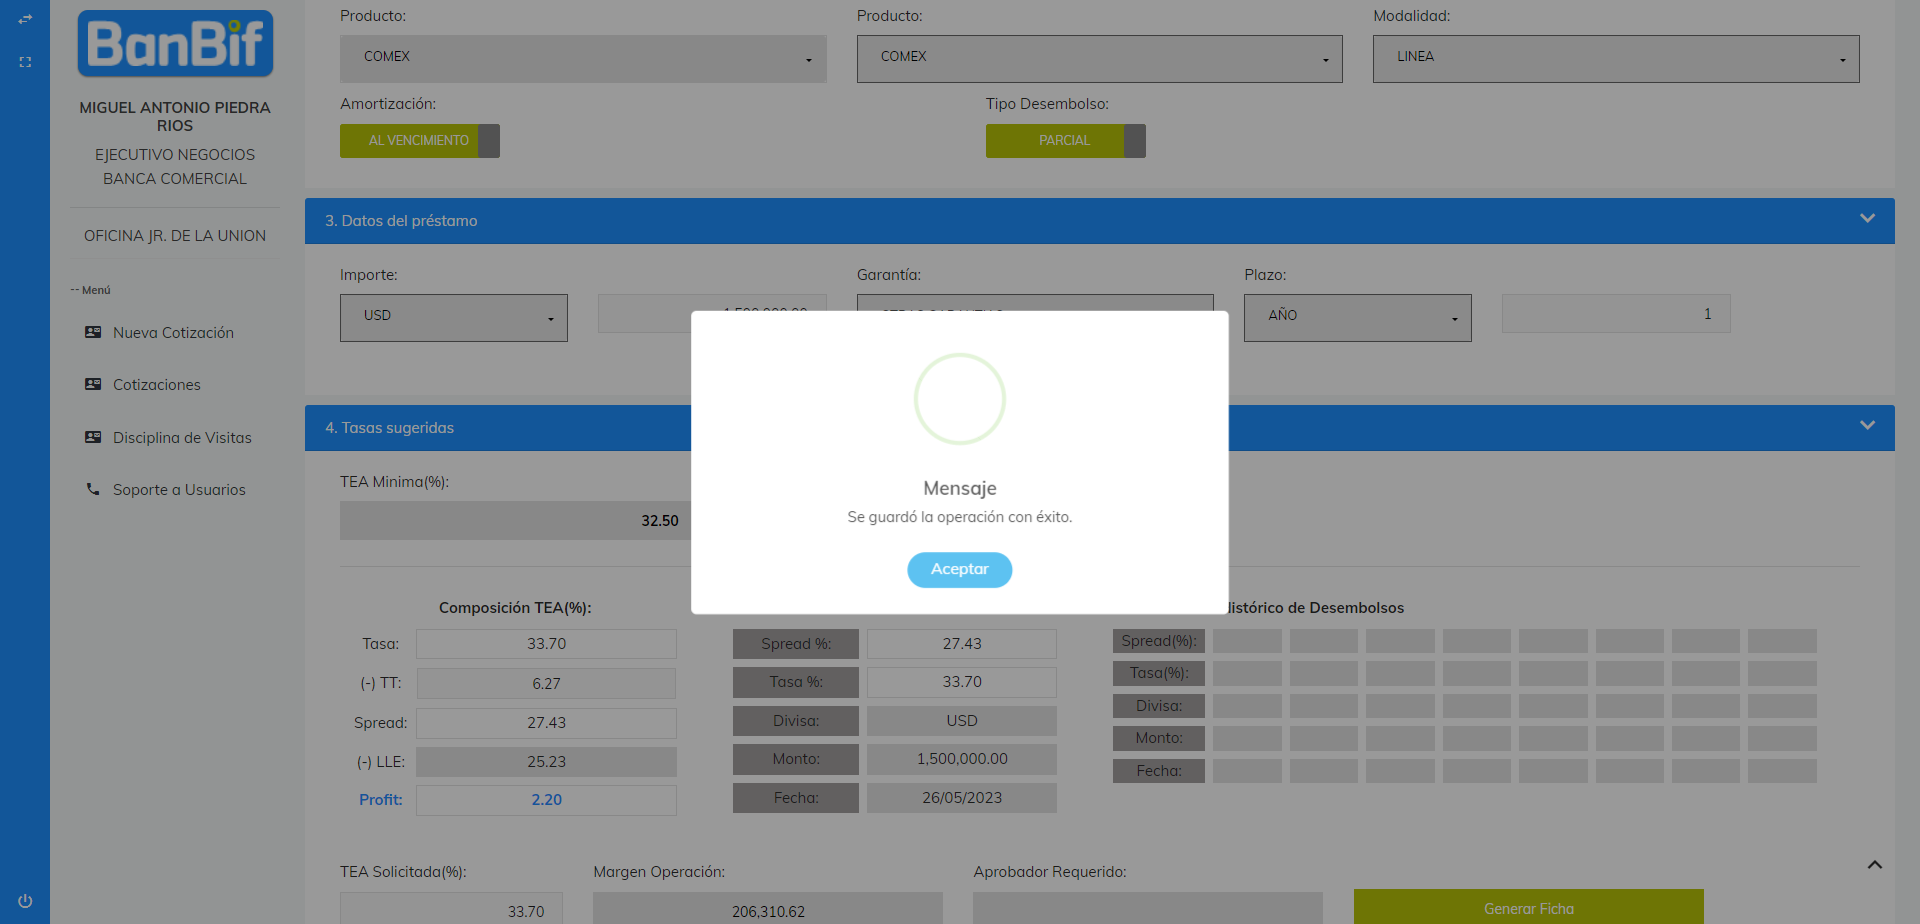 BanBif
MIGUEL ANTONIO PIEDRA
RIOS
EJECUTIVO NEGOCIOS
BANCA COMERCIAL
OFICINA JR. DE LA UNION
-- Menú
Nueva Cotización
Cotizaciones
Disciplina de Visitas
Soporte a Usuarios
Producto: Producto: Modalidad:
COMEX COMEX LINEA
Amortización: Tipo Desembolso:
AL VENCIMIENTO PARCIAL
3. Datos del préstamo
Importe: Garantía: Plazo:
USD AÑO 1
4. Tasas sugeridas
TEA Minima(%):
32.50
Mensaje
Se guardó la operación con éxito.
Aceptar
Composición TEA(%):
Tasa: 33.70
(-) TT: 6.27
Spread: 27.43
(-) LLE: 25.23
Profit: 2.20
Spread %: 27.43
Tasa %: 33.70
Divisa: USD
Monto: 1,500,000.00
Fecha: 26/05/2023
istórico de Desembolsos
Spread(%):
Tasa(%):
Divisa:
Monto:
Fecha:
TEA Solicitada(%): Margen Operación: Aprobador Requerido:
33.70 206,310.62 Generar Ficha